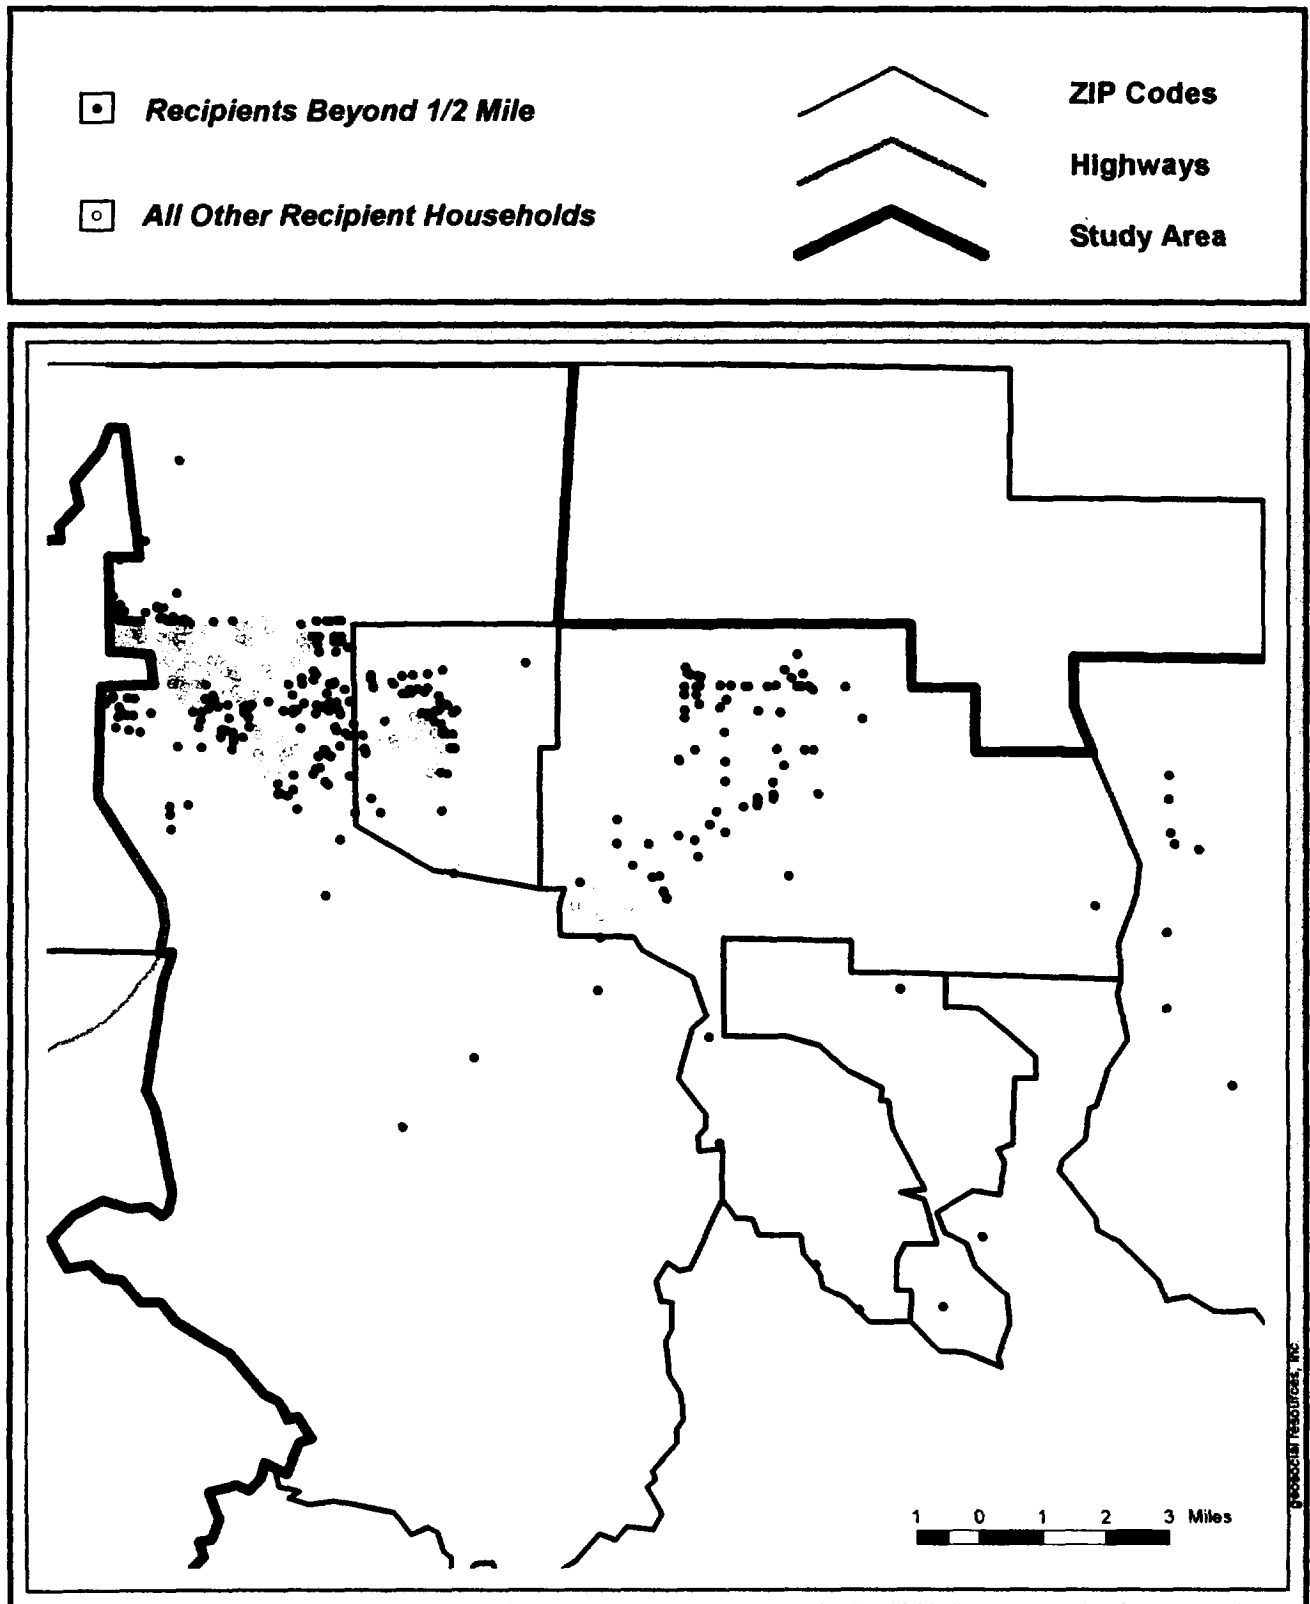 Recipients Beyond 1/2 Mile
All Other Recipient Households
ZIP Codes
Highways
Study Area
geosocial resources, inc.
1 0 1 2 3 Miles